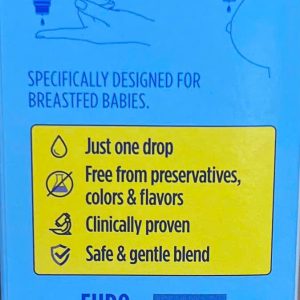 SPECIFICALLY DESIGNED FOR
BREASTFED BABIES.
Just one drop
Free from preservatives,
colors & flavors
Clinically proven
Safe & gentle blend